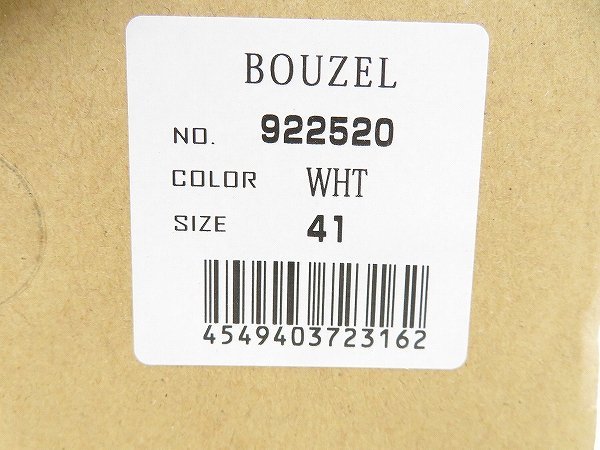 BOUZEL
NO. 922520
COLOR WHT
SIZE 41
4549403723162